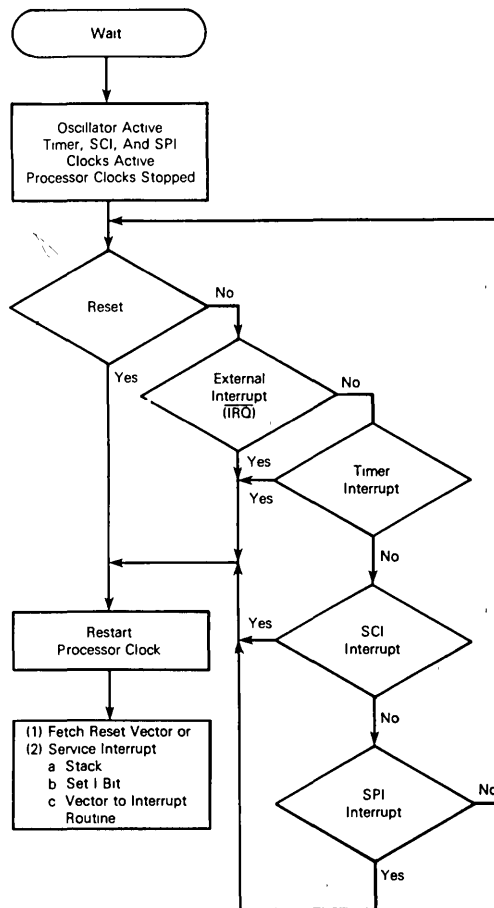 Wait
Oscillator Active
Timer, SCI, And SPI
Clocks Active
Processor Clocks Stopped
Reset
No
Yes
External
Interrupt
(IRQ)
No
Yes
Timer
Interrupt
Yes
No
SCI
Interrupt
Yes
No
Restart
Processor Clock
(1) Fetch Reset Vector or
(2) Service Interrupt
a Stack
b Set I Bit
c Vector to Interrupt
Routine
SPI
Interrupt
No
Yes